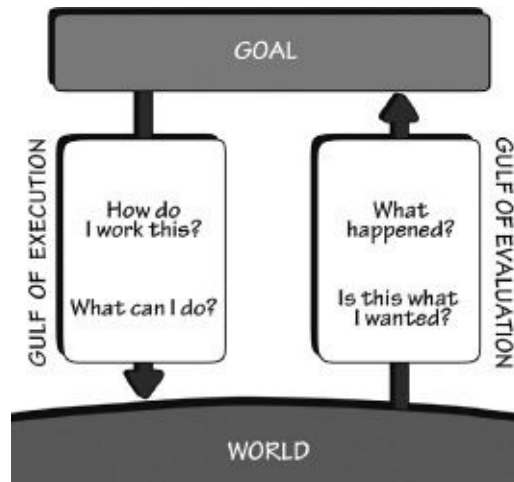 GOAL
GULF OF EXECUTION
How do
I work this?
What can I do?
What
happened?
Is this what
I wanted?
GULF OF EVALUATION
WORLD